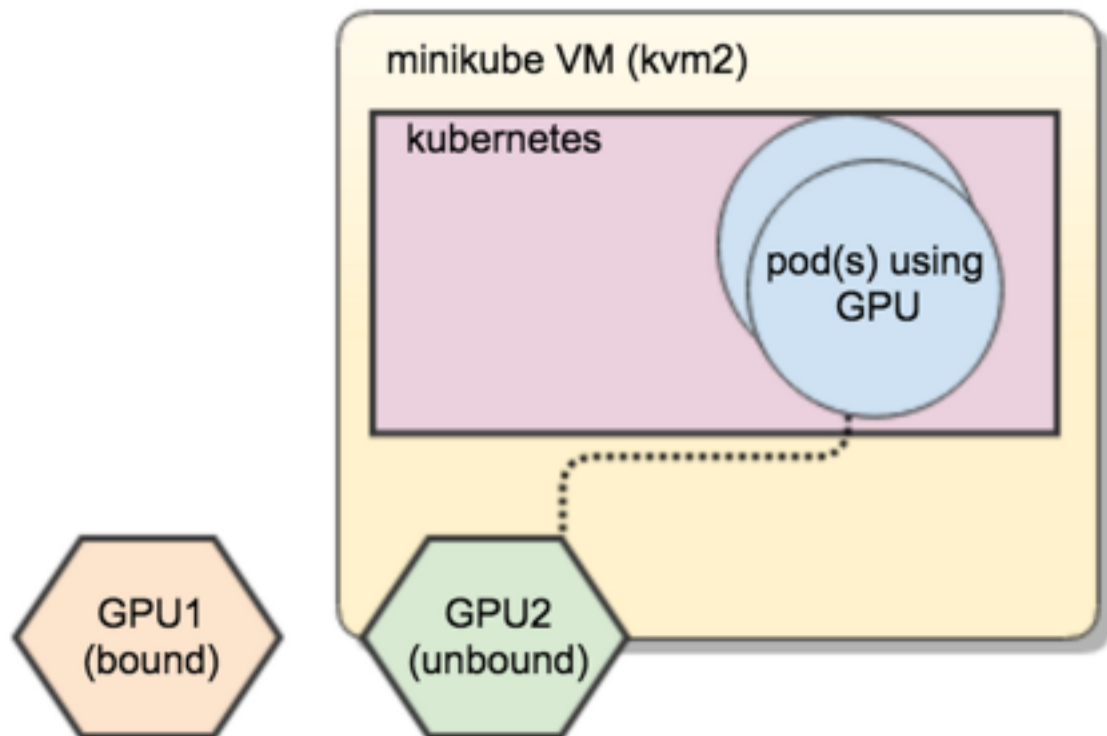 minikube VM (kvm2)
kubernetes
pod(s) using
GPU
GPU1
(bound)
GPU2
(unbound)